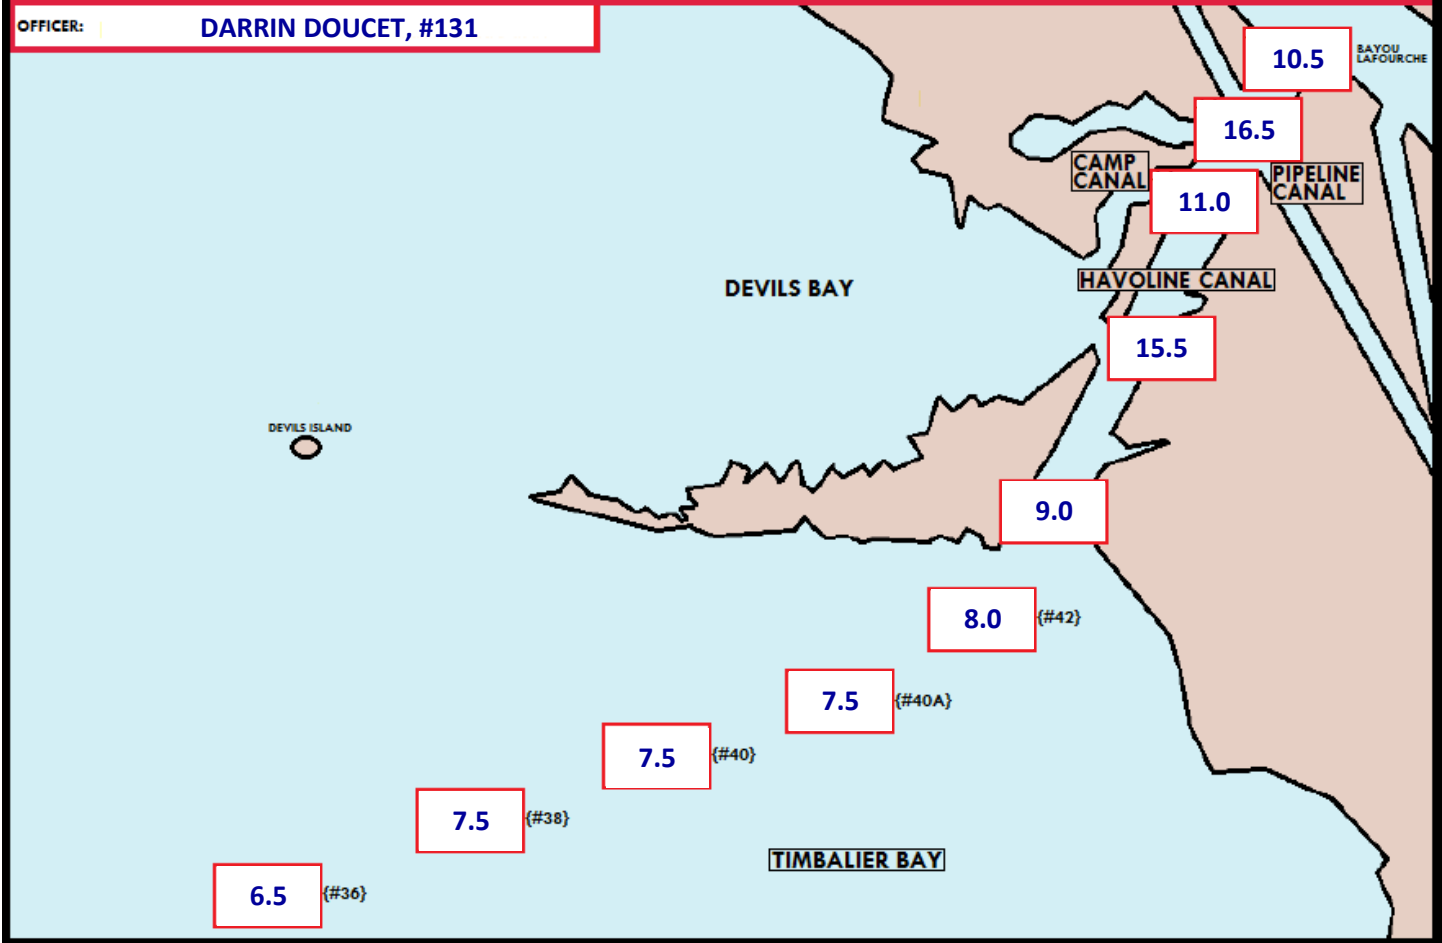 OFFICER: DARRIN DOUCET, #131
10.5
BAYOU
LAFOURCHE
16.5
CAMP
CANAL
PIPELINE
CANAL
11.0
HAVOLINE CANAL
DEVILS BAY
15.5
DEVILS ISLAND
9.0
8.0 {#42}
7.5 {#40A}
7.5 {#40}
7.5 {#38}
TIMBALIER BAY
6.5 {#36}